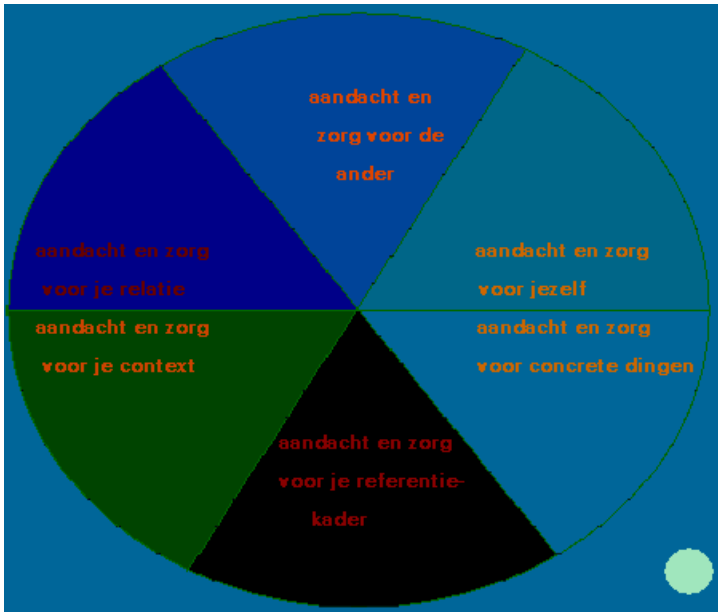 aandacht en
zorg voor de
ander
aandacht en zorg
voor je relatie
aandacht en zorg
voor jezelf
aandacht en zorg
voor je context
aandacht en zorg
voor concrete dingen
aandacht en zorg
voor je referentie-
kader